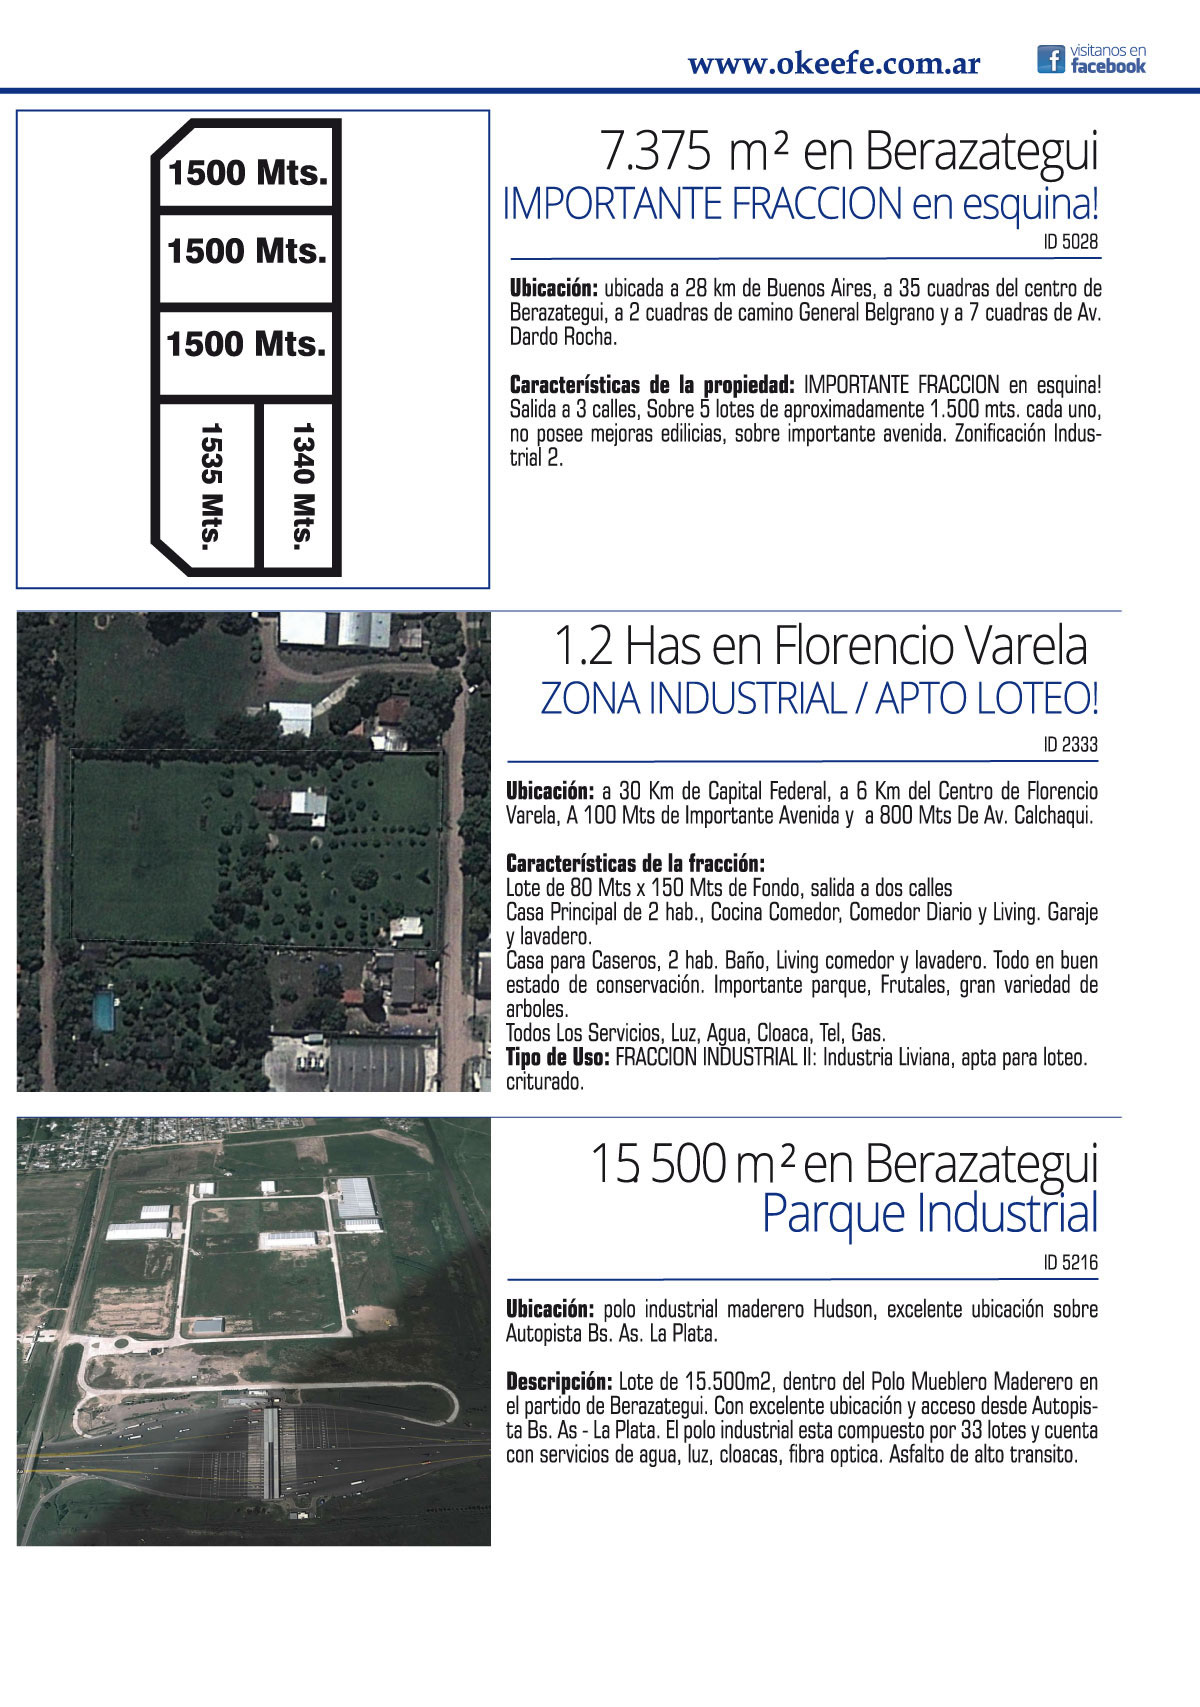 www.okeefe.com.ar
visitanos en
facebook
1500 Mts.
1500 Mts.
1500 Mts.
1535 Mts.
1340 Mts.
7.375 m² en Berazategui
IMPORTANTE FRACCION en esquina!
ID 5028
Ubicación: ubicada a 28 km de Buenos Aires, a 35 cuadras del centro de
Berazategui, a 2 cuadras de camino General Belgrano y a 7 cuadras de Av.
Dardo Rocha.
Características de la propiedad: IMPORTANTE FRACCION en esquina!
Salida a 3 calles, Sobre 5 lotes de aproximadamente 1.500 mts. cada uno,
no posee mejoras edilicias, sobre importante avenida. Zonificación Indus-
trial 2.
1.2 Has en Florencio Varela
ZONA INDUSTRIAL / APTO LOTEO!
ID 2333
Ubicación: a 30 Km de Capital Federal, a 6 Km del Centro de Florencio
Varela, A 100 Mts de Importante Avenida y a 800 Mts De Av. Calchaqui.
Características de la fracción:
Lote de 80 Mts x 150 Mts de Fondo, salida a dos calles
Casa Principal de 2 hab., Cocina Comedor, Comedor Diario y Living. Garaje
y lavadero.
Casa para Caseros, 2 hab. Baño, Living comedor y lavadero. Todo en buen
estado de conservación. Importante parque, Frutales, gran variedad de
arboles.
Todos Los Servicios, Luz, Agua, Cloaca, Tel, Gas.
Tipo de Uso: FRACCION INDUSTRIAL II: Industria Liviana, apta para loteo.
criturado.
15.500 m² en Berazategui
Parque Industrial
ID 5216
Ubicación: polo industrial maderero Hudson, excelente ubicación sobre
Autopista Bs. As. La Plata.
Descripción: Lote de 15.500m2, dentro del Polo Mueblero Maderero en
el partido de Berazategui. Con excelente ubicación y acceso desde Autopis-
ta Bs. As - La Plata. El polo industrial esta compuesto por 33 lotes y cuenta
con servicios de agua, luz, cloacas, fibra optica. Asfalto de alto transito.